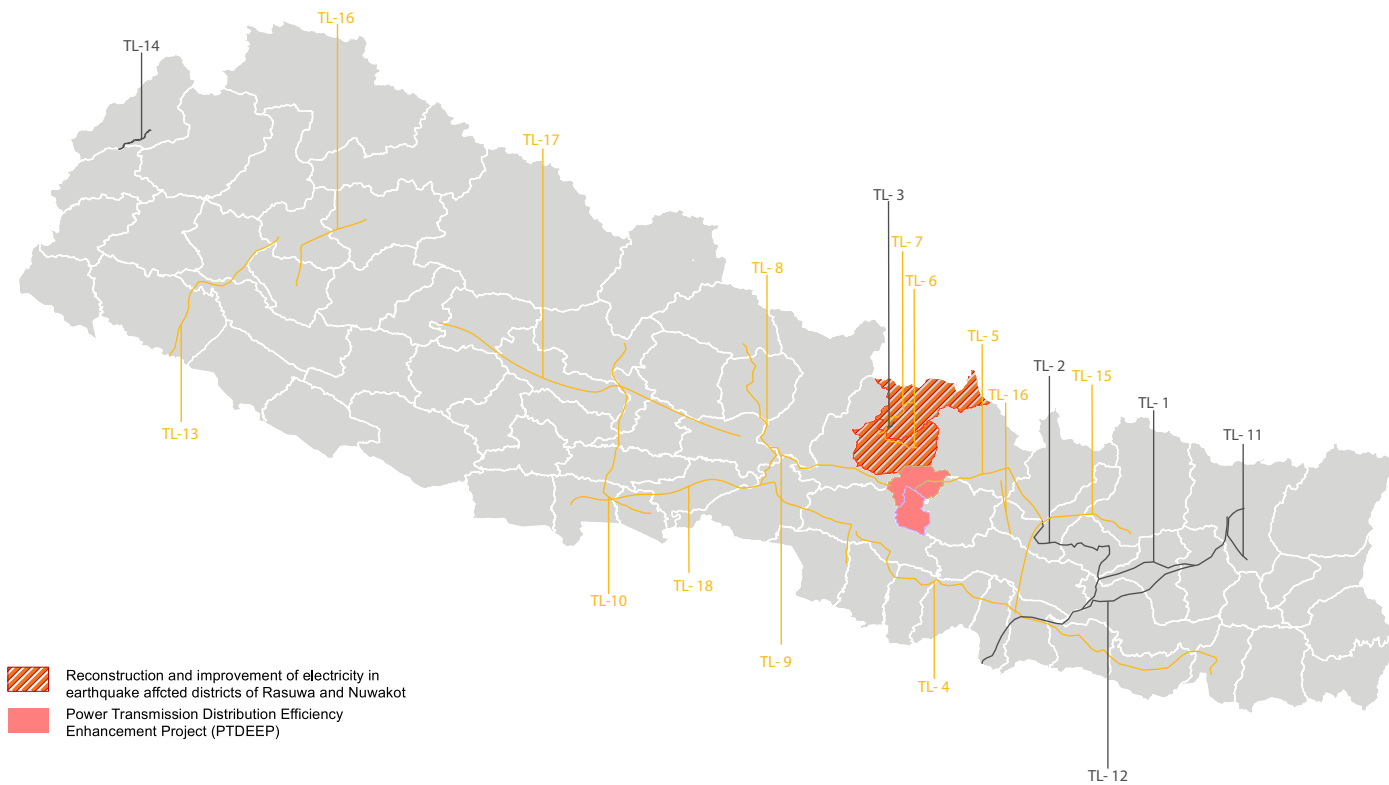 TL-16
TL-14
TL-17
TL- 3
TL- 7
TL- 8
TL- 6
TL- 5
TL- 2
TL- 15
TL- 16
TL- 1
TL-13
TL- 11
TL- 18
TL-10
TL- 9
TL- 4
TL- 12
Reconstruction and improvement of electricity in
earthquake affcted districts of Rasuwa and Nuwakot
Power Transmission Distribution Efficiency
Enhancement Project (PTDEEP)